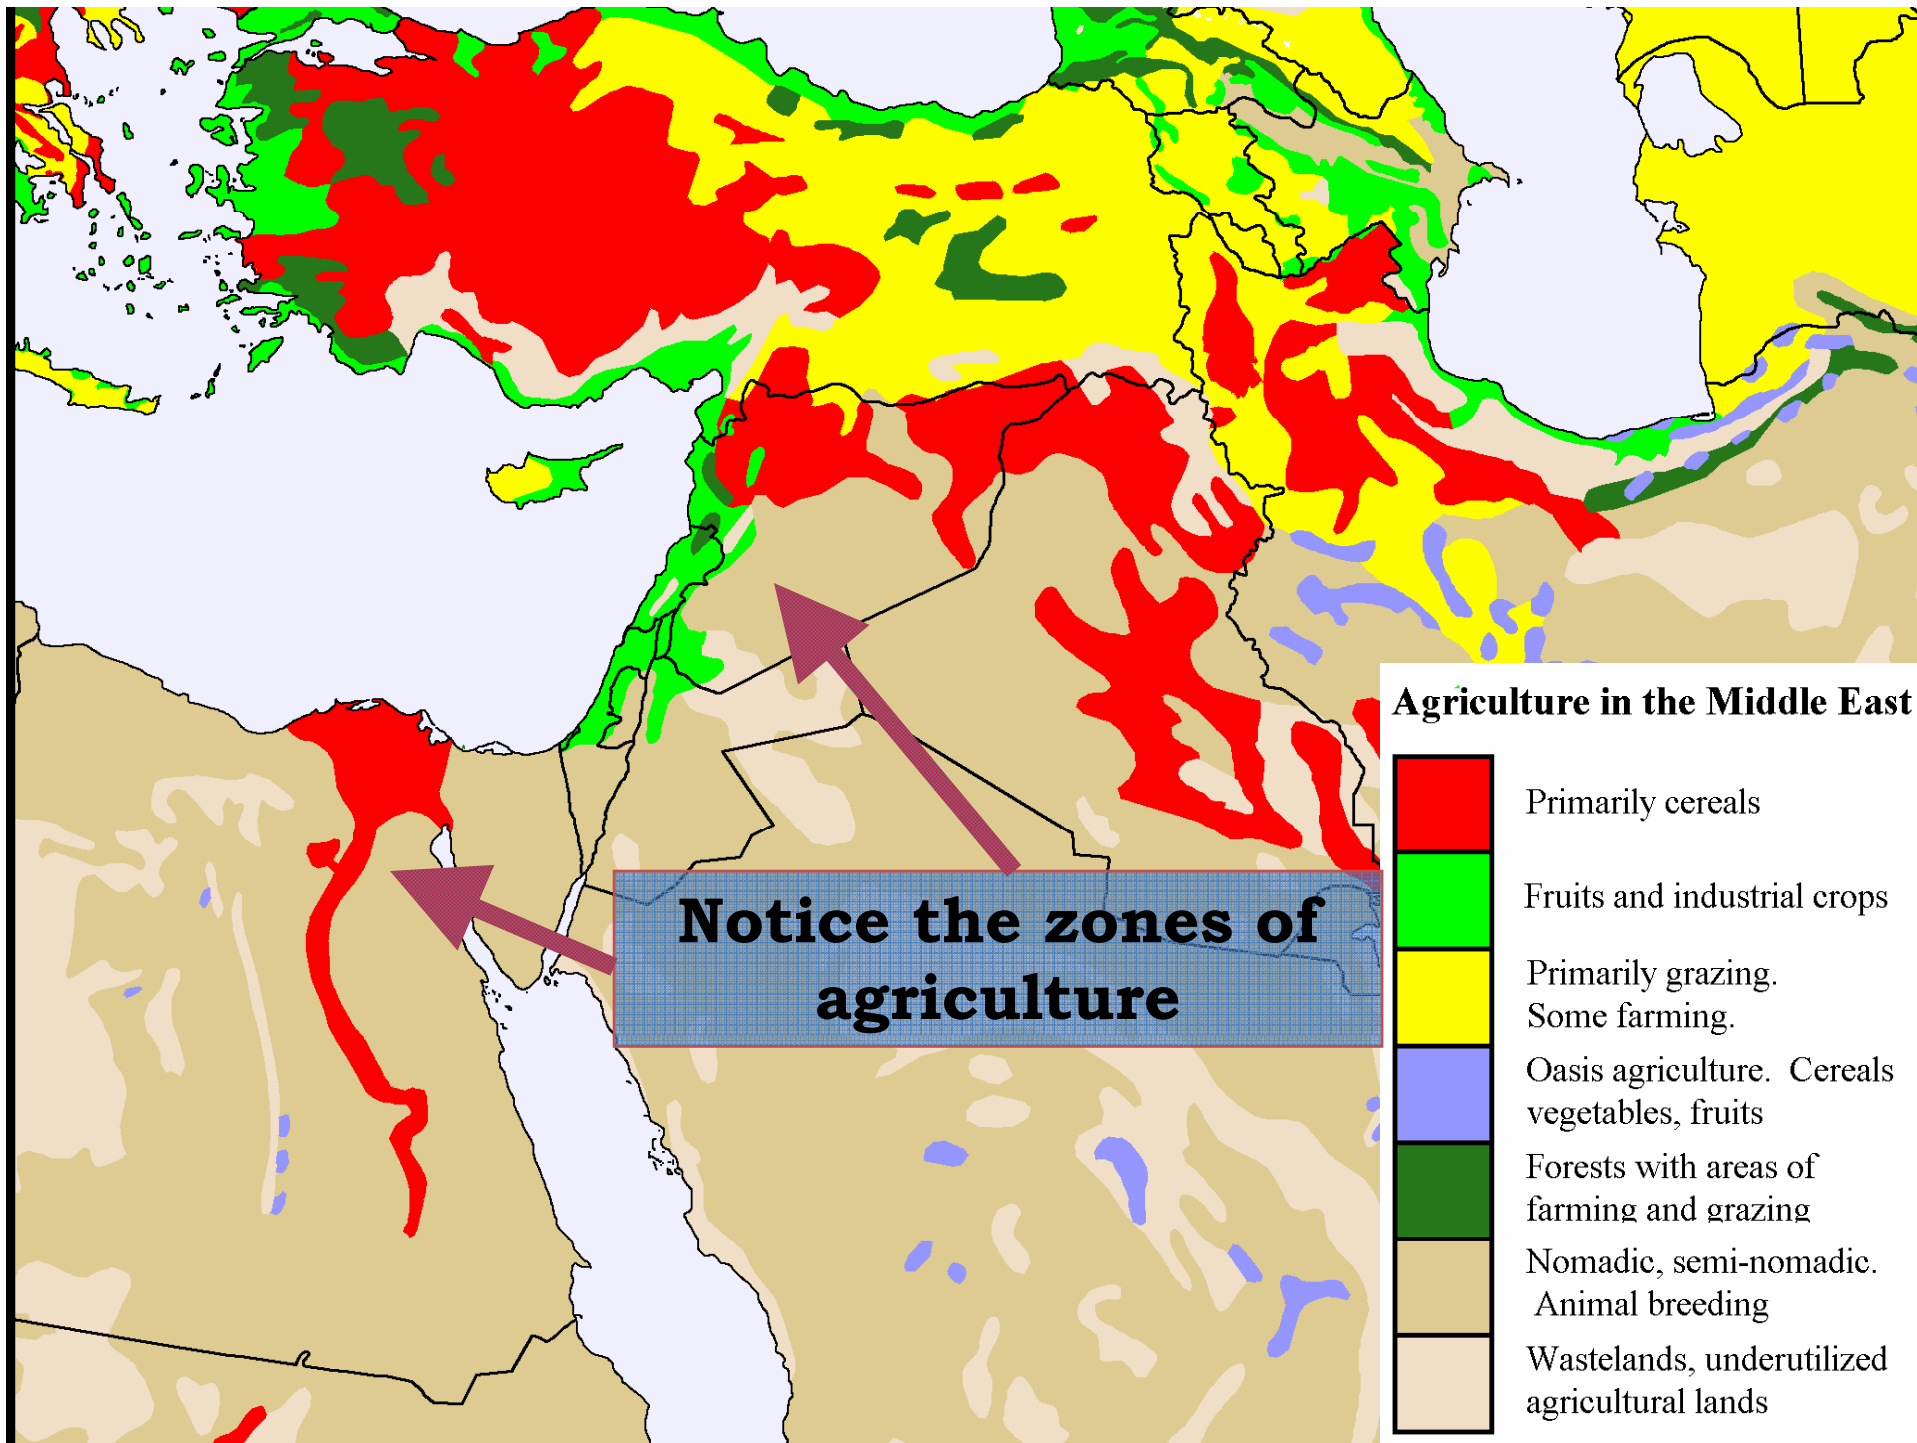 Notice the zones of
agriculture
Agriculture in the Middle East
Primarily cereals
Fruits and industrial crops
Primarily grazing.
Some farming.
Oasis agriculture. Cereals
vegetables, fruits
Forests with areas of
farming and grazing
Nomadic, semi-nomadic.
Animal breeding
Wastelands, underutilized
agricultural lands